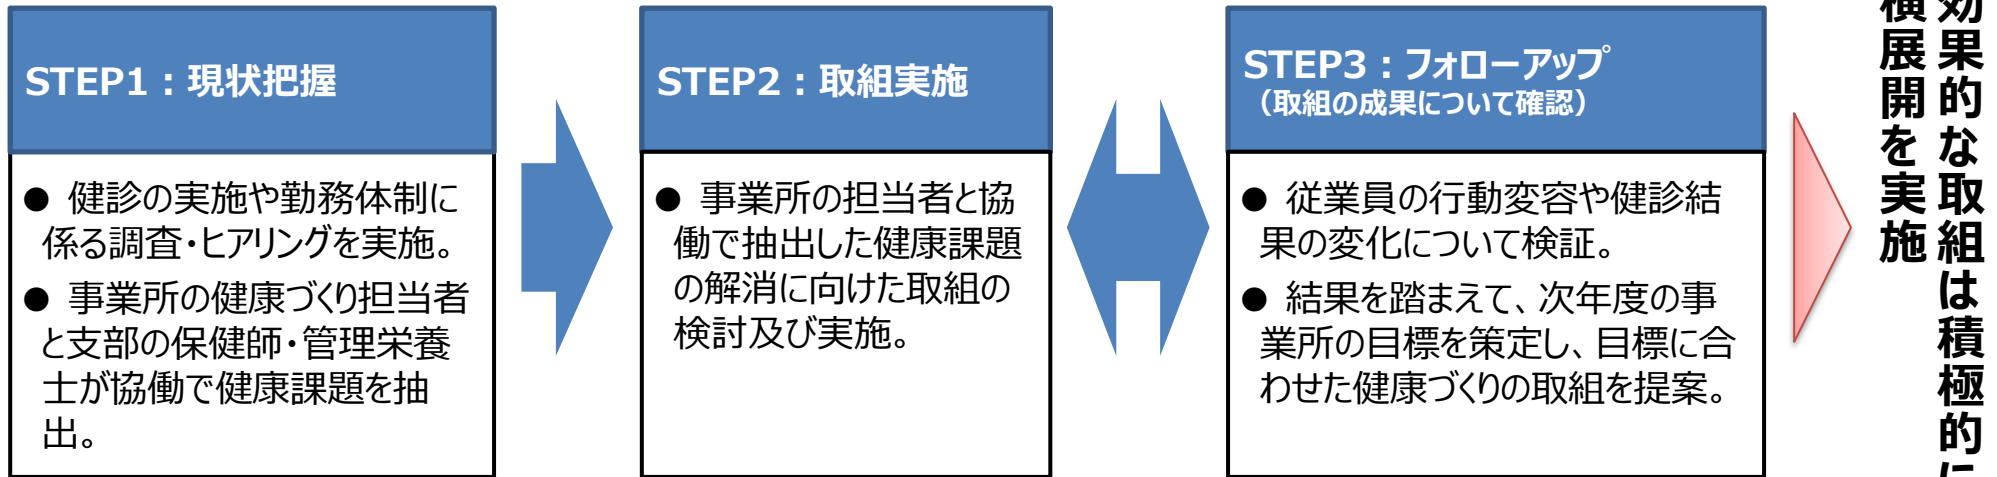 STEP1：現状把握
● 健診の実施や勤務体制に
係る調査・ヒアリングを実施。
● 事業所の健康づくり担当者
と支部の保健師・管理栄養
士が協働で健康課題を抽
出。
STEP2：取組実施
● 事業所の担当者と協
働で抽出した健康課題
の解消に向けた取組の
検討及び実施。
STEP3：フォローアップ
（取組の成果について確認）
● 従業員の行動変容や健診結
果の変化について検証。
● 結果を踏まえて、次年度の事
業所の目標を策定し、目標に合
わせた健康づくりの取組を提案。
効果的な取組は積極的に
横展開を実施